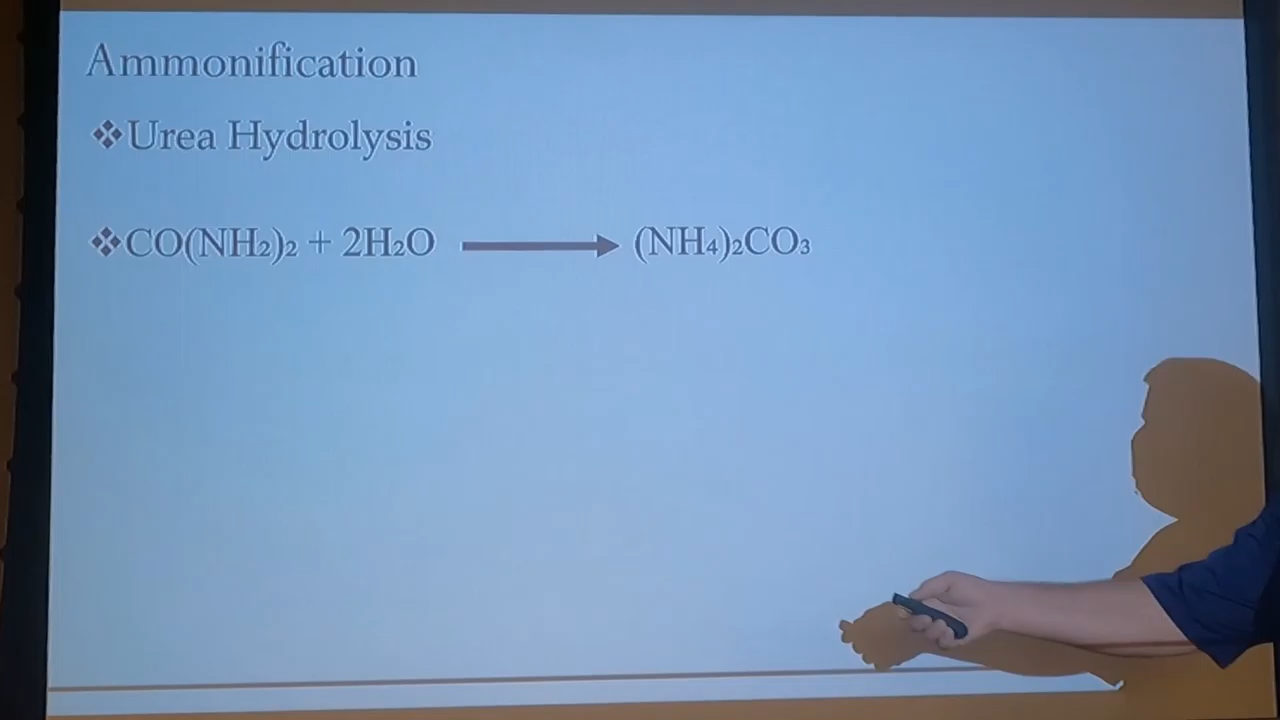 Ammonification
❖Urea Hydrolysis
❖CO(NH₂)₂ + 2H₂O ⟶ (NH₄)₂CO₃